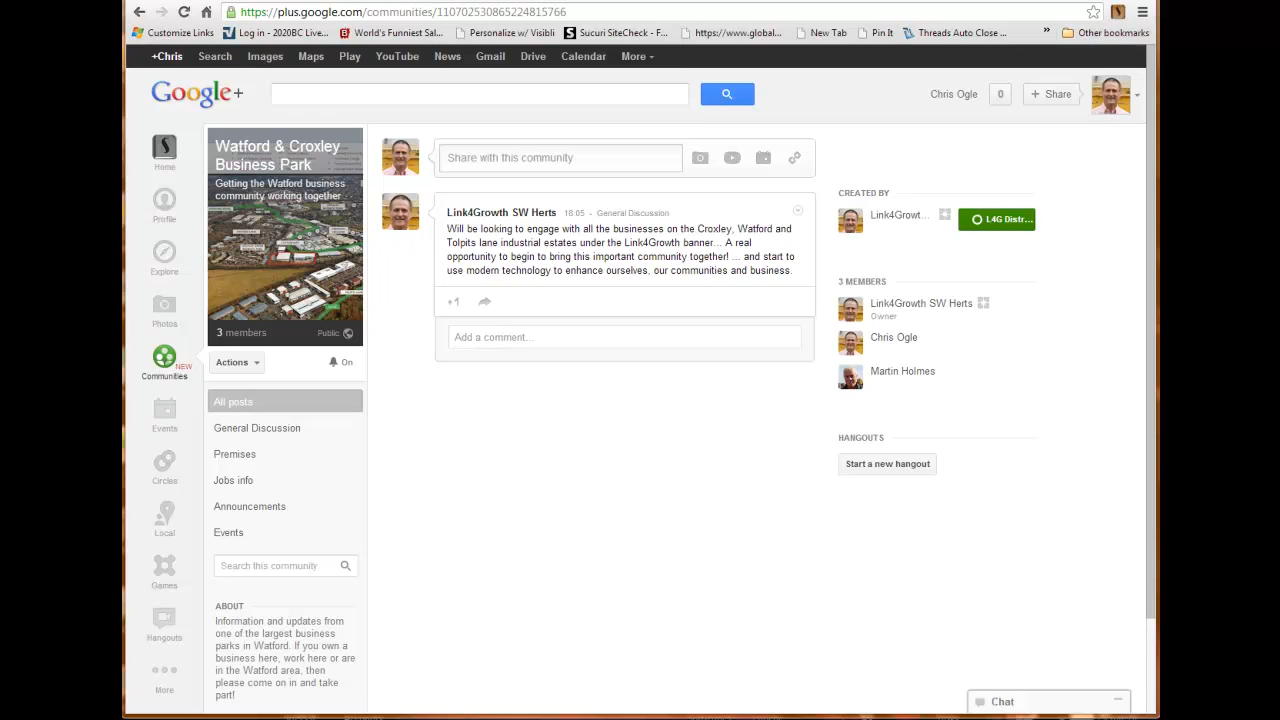 https://plus.google.com/communities/110702530865224815766
Customize Links
Log in - 2020BC Live...
World's Funniest Sal...
Personalize w/ Visibli
Sucuri SiteCheck - F...
https://www.global...
New Tab
Pin It
Threads Auto Close ...
»
Other bookmarks
+Chris Search Images Maps Play YouTube News Gmail Drive Calendar More
Google+
Chris Ogle
0
+ Share
Home
Profile
Explore
Photos
NEW
Communities
Events
Circles
Local
Games
Hangouts
More
Watford & Croxley
Business Park
Getting the Watford business
community working together
3 members
Public
Actions
On
All posts
General Discussion
Premises
Jobs info
Announcements
Events
Search this community
ABOUT
Information and updates from
one of the largest business
parks in Watford. If you own a
business here, work here or are
in the Watford area, then
please come on in and take
part!
Share with this community
Link4Growth SW Herts 18:05 - General Discussion
Will be looking to engage with all the businesses on the Croxley, Watford and
Tolpits lane industrial estates under the Link4Growth banner... A real
opportunity to begin to bring this important community together! ... and start to
use modern technology to enhance ourselves, our communities and business.
+1
Add a comment...
CREATED BY
Link4Growt...
L4G Distr...
3 MEMBERS
Link4Growth SW Herts
Owner
Chris Ogle
Martin Holmes
HANGOUTS
Start a new hangout
Chat